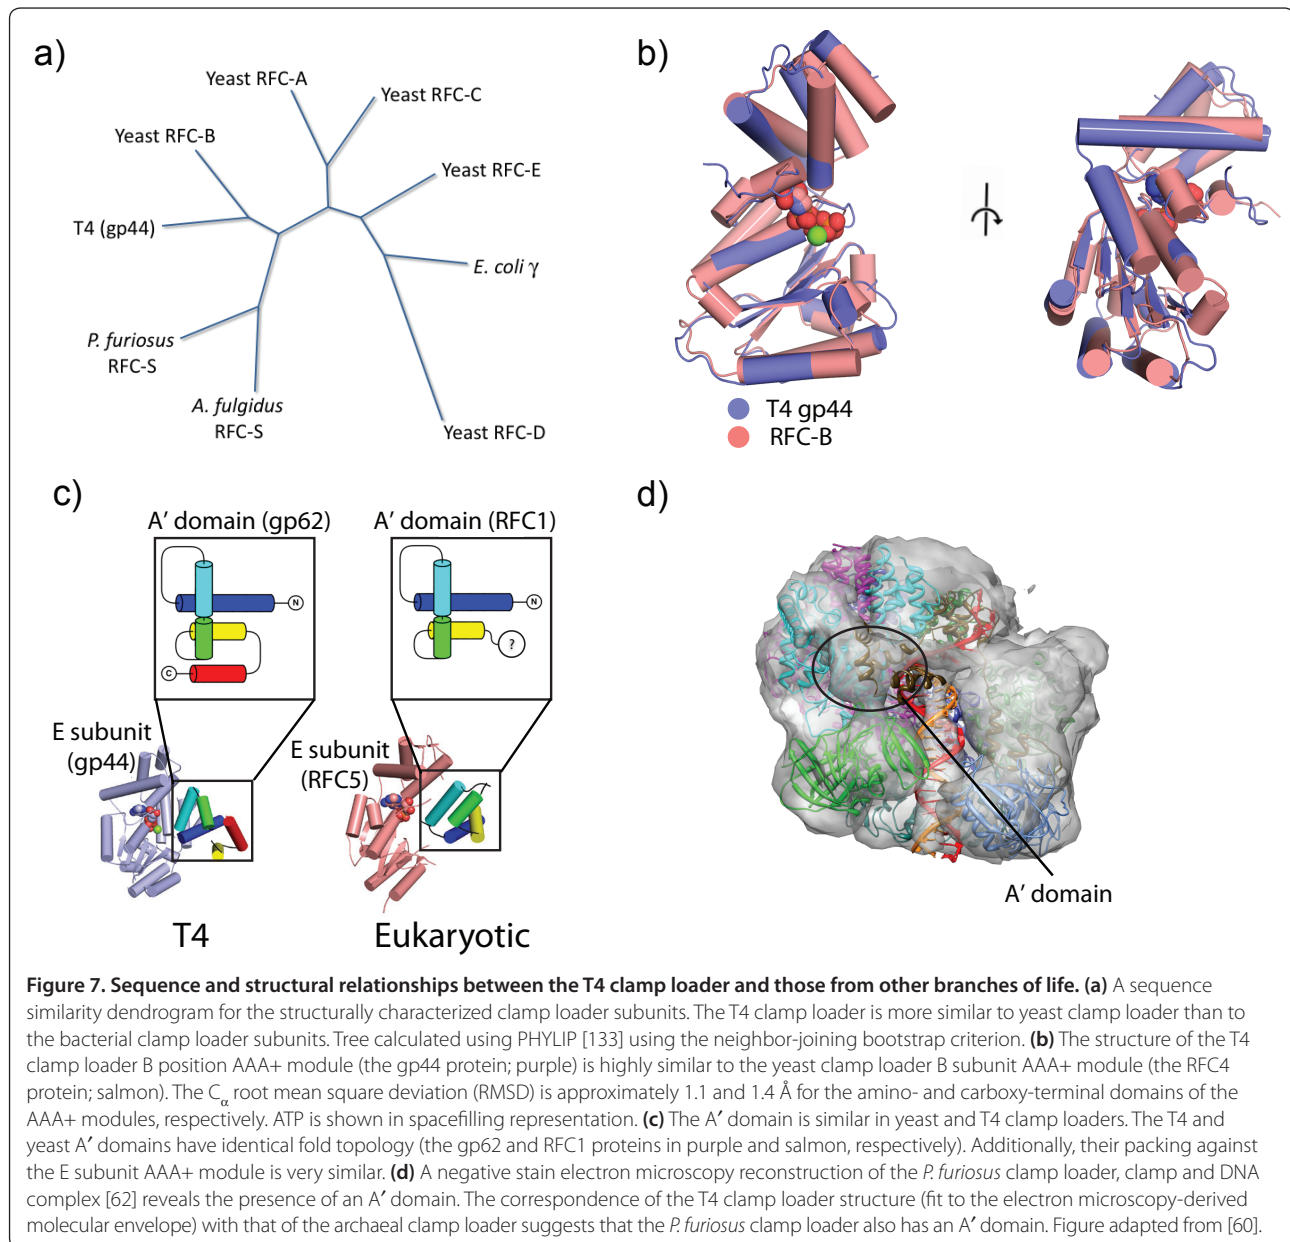 a)
Yeast RFC-A
Yeast RFC-C
Yeast RFC-B
Yeast RFC-E
T4 (gp44)
E. coli γ
P. furiosus
RFC-S
A. fulgidus
RFC-S
Yeast RFC-D
b)
T4 gp44
RFC-B
c)
A′ domain (gp62)
A′ domain (RFC1)
N
N
?
C
E subunit
(gp44)
E subunit
(RFC5)
T4
Eukaryotic
d)
A′ domain
Figure 7. Sequence and structural relationships between the T4 clamp loader and those from other branches of life. (a) A sequence
similarity dendrogram for the structurally characterized clamp loader subunits. The T4 clamp loader is more similar to yeast clamp loader than to
the bacterial clamp loader subunits. Tree calculated using PHYLIP [133] using the neighbor-joining bootstrap criterion. (b) The structure of the T4
clamp loader B position AAA+ module (the gp44 protein; purple) is highly similar to the yeast clamp loader B subunit AAA+ module (the RFC4
protein; salmon). The Cα root mean square deviation (RMSD) is approximately 1.1 and 1.4 Å for the amino- and carboxy-terminal domains of the
AAA+ modules, respectively. ATP is shown in spacefilling representation. (c) The A′ domain is similar in yeast and T4 clamp loaders. The T4 and
yeast A′ domains have identical fold topology (the gp62 and RFC1 proteins in purple and salmon, respectively). Additionally, their packing against
the E subunit AAA+ module is very similar. (d) A negative stain electron microscopy reconstruction of the P. furiosus clamp loader, clamp and DNA
complex [62] reveals the presence of an A′ domain. The correspondence of the T4 clamp loader structure (fit to the electron microscopy-derived
molecular envelope) with that of the archaeal clamp loader suggests that the P. furiosus clamp loader also has an A′ domain. Figure adapted from [60].